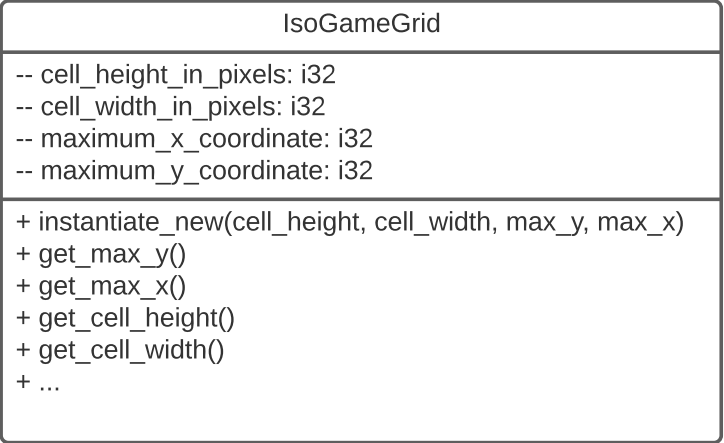 IsoGameGrid
-- cell_height_in_pixels: i32
-- cell_width_in_pixels: i32
-- maximum_x_coordinate: i32
-- maximum_y_coordinate: i32
+ instantiate_new(cell_height, cell_width, max_y, max_x)
+ get_max_y()
+ get_max_x()
+ get_cell_height()
+ get_cell_width()
+ ...